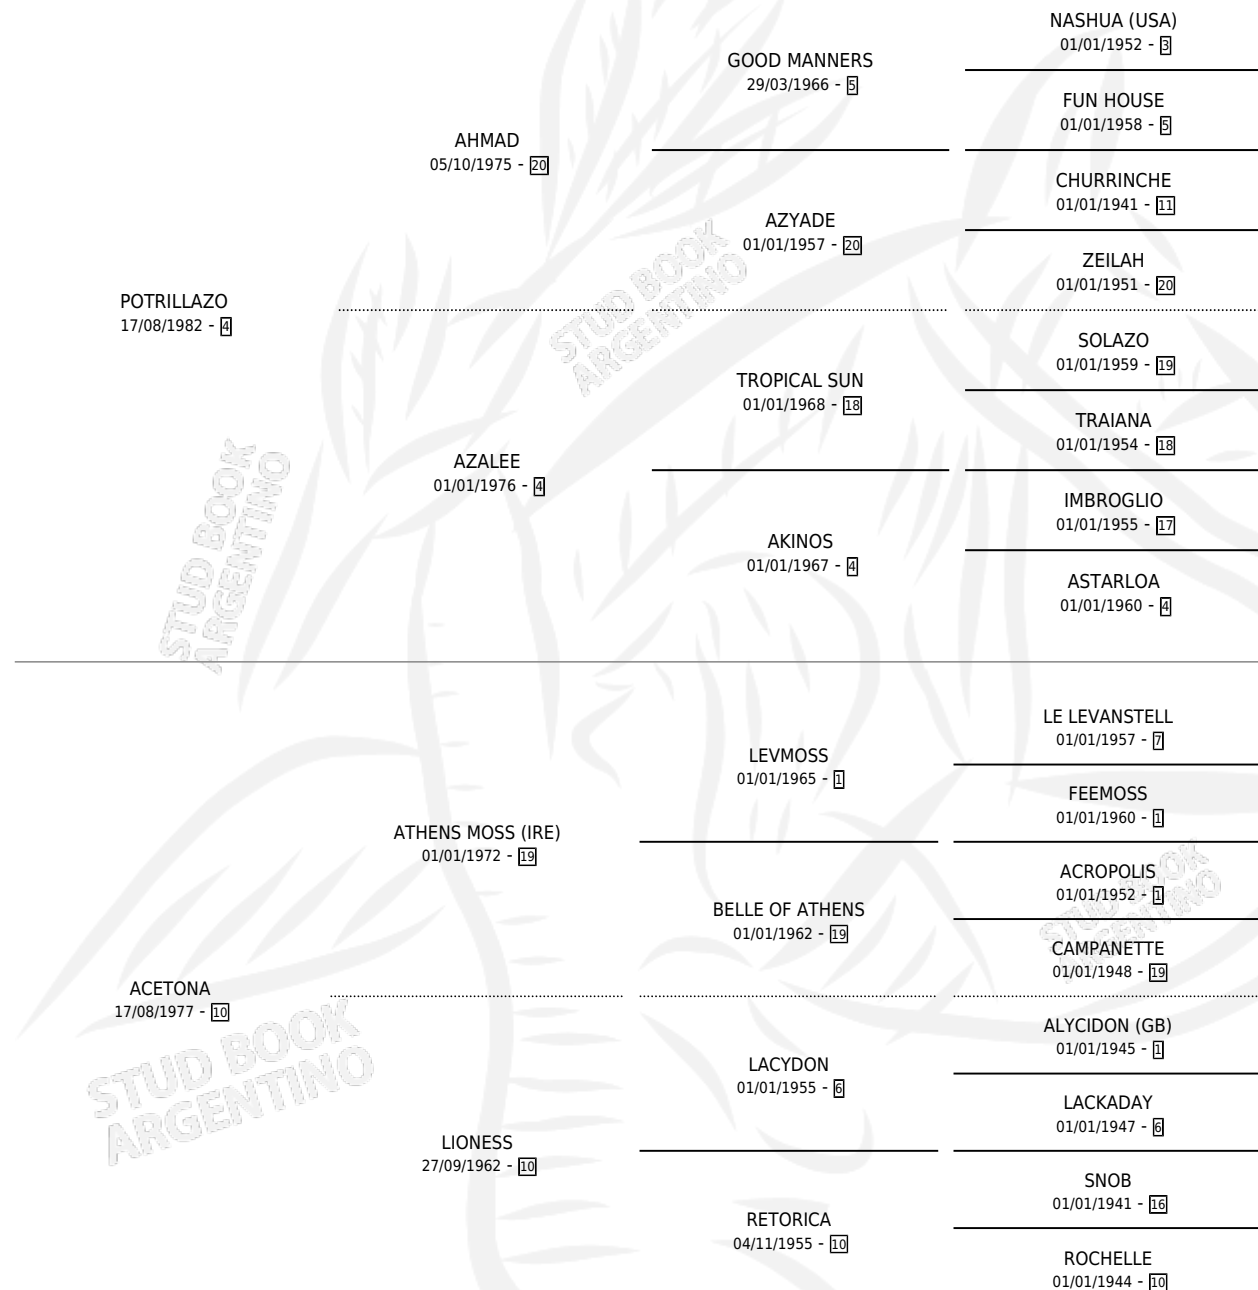 NASHUA (USA)
01/01/1952 - 3
GOOD MANNERS
29/03/1966 - 5
FUN HOUSE
01/01/1958 - 5
AHMAD
05/10/1975 - 20
CHURRINCHE
01/01/1941 - 11
AZYADE
01/01/1957 - 20
ZEILAH
01/01/1951 - 20
POTRILLAZO
17/08/1982 - 4
STUD BOOK
ARGENTINO
SOLAZO
01/01/1959 - 19
TROPICAL SUN
01/01/1968 - 18
TRAIANA
01/01/1954 - 18
AZALEE
01/01/1976 - 4
IMBROGLIO
01/01/1955 - 17
AKINOS
01/01/1967 - 4
ASTARLOA
01/01/1960 - 4
STUD BOOK
ARGENTINO
LE LEVANSTELL
01/01/1957 - 7
LEVMOSS
01/01/1965 - 1
FEEMOSS
01/01/1960 - 1
ATHENS MOSS (IRE)
01/01/1972 - 19
ACROPOLIS
01/01/1952 - 1
BELLE OF ATHENS
01/01/1962 - 19
STUD BOOK
ARGENTINO
CAMPANETTE
01/01/1948 - 19
ACETONA
17/08/1977 - 10
ALYCIDON (GB)
01/01/1945 - 1
STUD BOOK
ARGENTINO
LACYDON
01/01/1955 - 6
LACKADAY
01/01/1947 - 6
LIONESS
27/09/1962 - 10
SNOB
01/01/1941 - 16
RETORICA
04/11/1955 - 10
ROCHELLE
01/01/1944 - 10